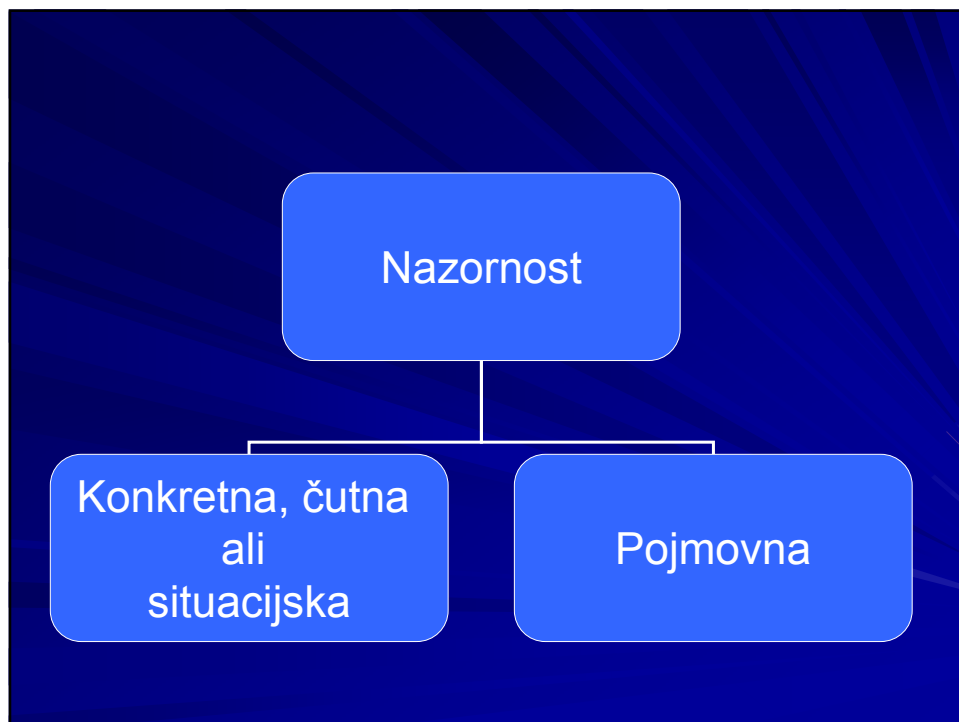 Nazornost
Konkretna, čutna
ali
situacijska
Pojmovna